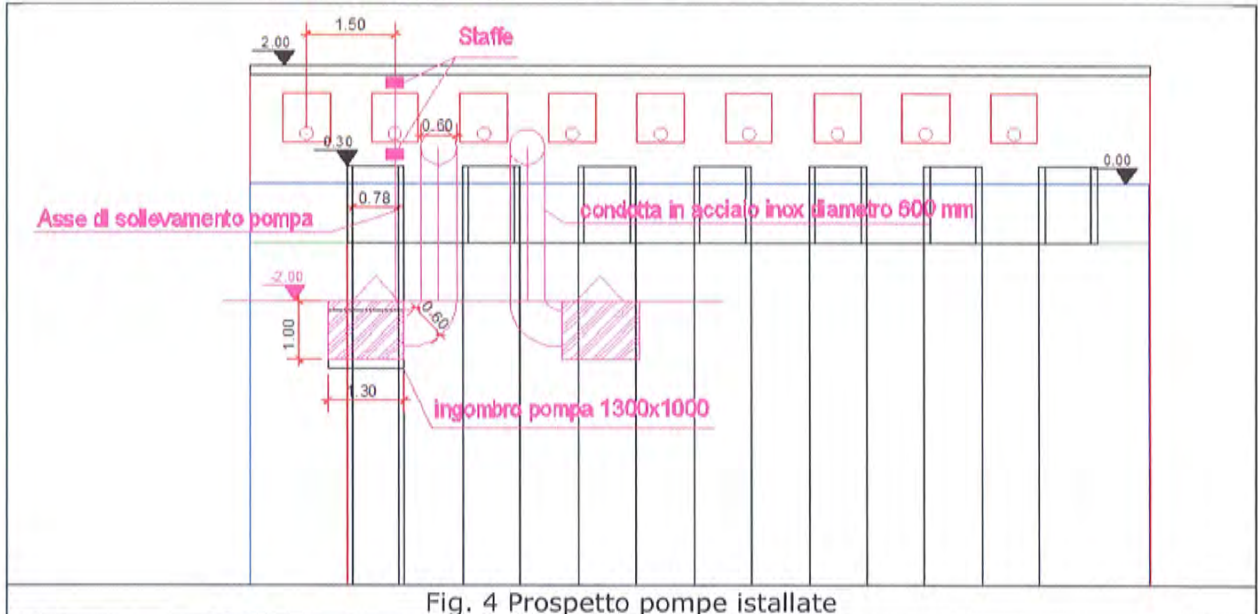 1.50
Staffe
2.00
0.60
0.30
0.00
0.78
Asse di sollevamento pompa
condotta in acciaio inox diametro 600 mm
-2.00
0.60
1.00
1.30
ingombro pompa 1300x1000
Fig. 4 Prospetto pompe istallate